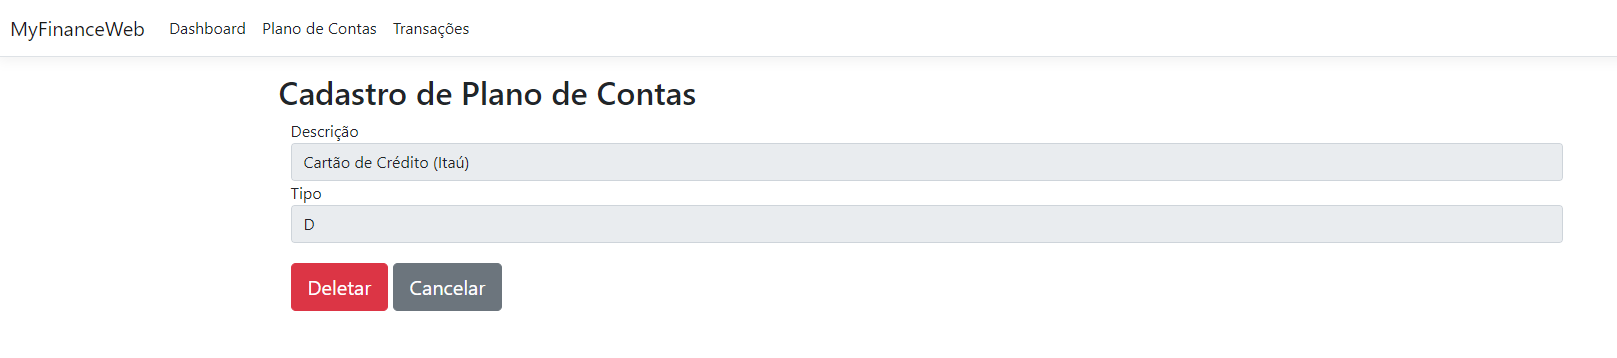 MyFinanceWeb Dashboard Plano de Contas Transações
Cadastro de Plano de Contas
Descrição
Cartão de Crédito (Itaú)
Tipo
D
Deletar Cancelar